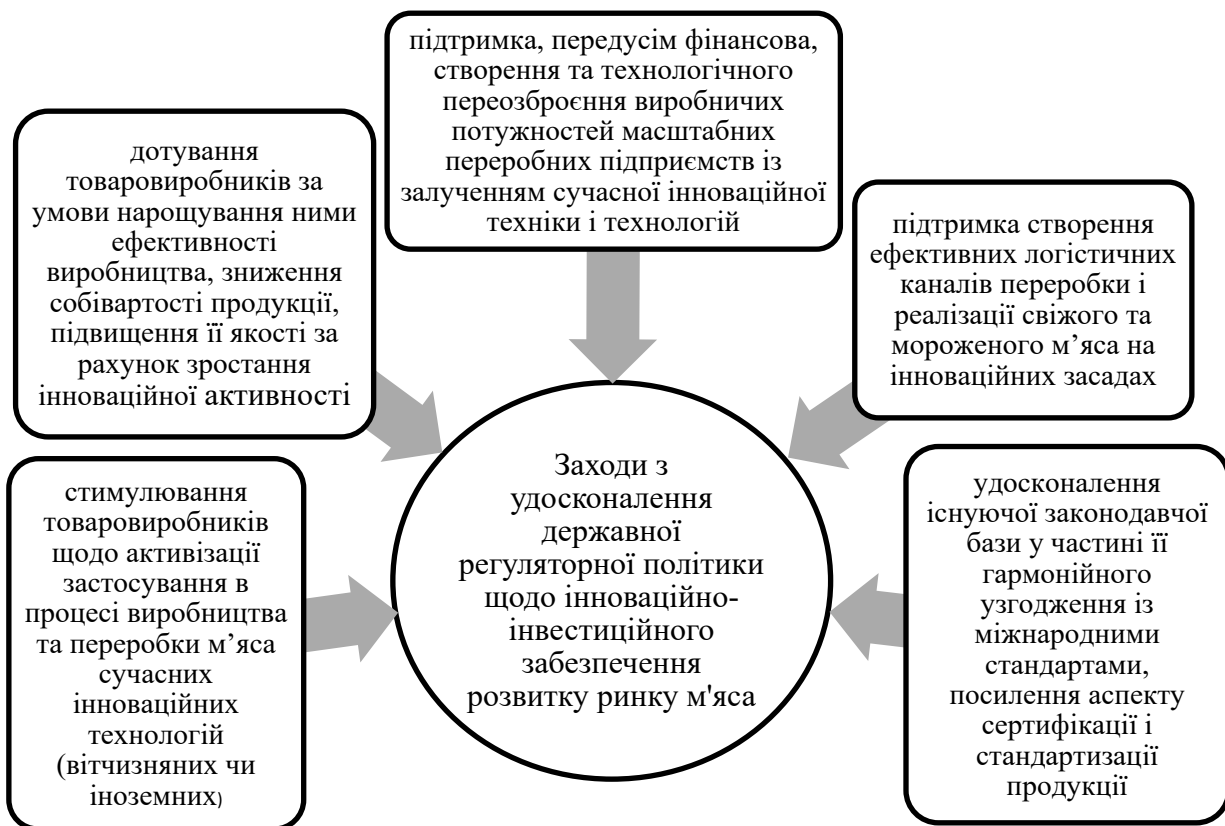 підтримка, передусім фінансова,
створення та технологічного
переозброєння виробничих
потужностей масштабних
переробних підприємств із
залученням сучасної інноваційної
техніки і технологій
дотування
товаровиробників за
умови нарощування ними
ефективності
виробництва, зниження
собівартості продукції,
підвищення її якості за
рахунок зростання
інноваційної активності
підтримка створення
ефективних логістичних
каналів переробки і
реалізації свіжого та
мороженого м’яса на
інноваційних засадах
стимулювання
товаровиробників
щодо активізації
застосування в
процесі виробництва
та переробки м’яса
сучасних
інноваційних
технологій
(вітчизняних чи
іноземних)
Заходи з
удосконалення
державної
регуляторної політики
щодо інноваційно-
інвестиційного
забезпечення
розвитку ринку м'яса
удосконалення
існуючої законодавчої
бази у частині її
гармонійного
узгодження із
міжнародними
стандартами,
посилення аспекту
сертифікації і
стандартизації
продукції